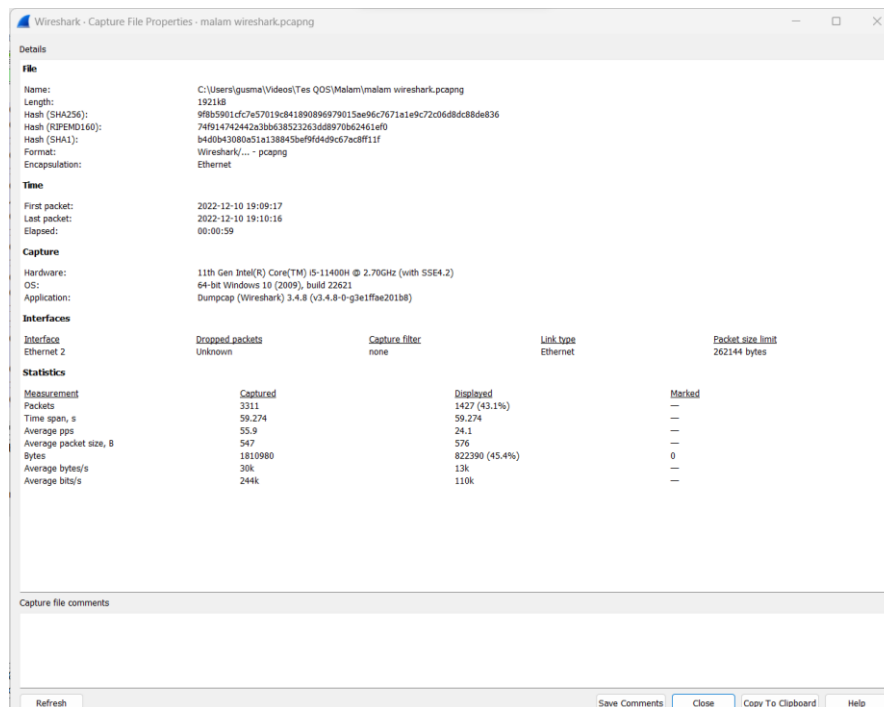 Wireshark · Capture File Properties · malam wireshark.pcapng
Details
File
Name: C:\Users\gusma\Videos\Tes QOS\Malam\malam wireshark.pcapng
Length: 1921kB
Hash (SHA256): 9f8b5901cfc7e57019c841890896979015ae96c7671a1e9c72c06d8dc88de836
Hash (RIPEMD160): 74f914742442a3bb638523263dd8970b62461ef0
Hash (SHA1): b4d0b43080a51a138845bef9fd4d9c67ac8ff11f
Format: Wireshark/... - pcapng
Encapsulation: Ethernet
Time
First packet: 2022-12-10 19:09:17
Last packet: 2022-12-10 19:10:16
Elapsed: 00:00:59
Capture
Hardware: 11th Gen Intel(R) Core(TM) i5-11400H @ 2.70GHz (with SSE4.2)
OS: 64-bit Windows 10 (2009), build 22621
Application: Dumpcap (Wireshark) 3.4.8 (v3.4.8-0-g3e1ffae201b8)
Interfaces
Interface Dropped packets Capture filter Link type Packet size limit
Ethernet 2 Unknown none Ethernet 262144 bytes
Statistics
Measurement Captured Displayed Marked
Packets 3311 1427 (43.1%) —
Time span, s 59.274 59.274 —
Average pps 55.9 24.1 —
Average packet size, B 547 576 —
Bytes 1810980 822390 (45.4%) 0
Average bytes/s 30k 13k —
Average bits/s 244k 110k —
Capture file comments
Refresh Save Comments Close Copy To Clipboard Help